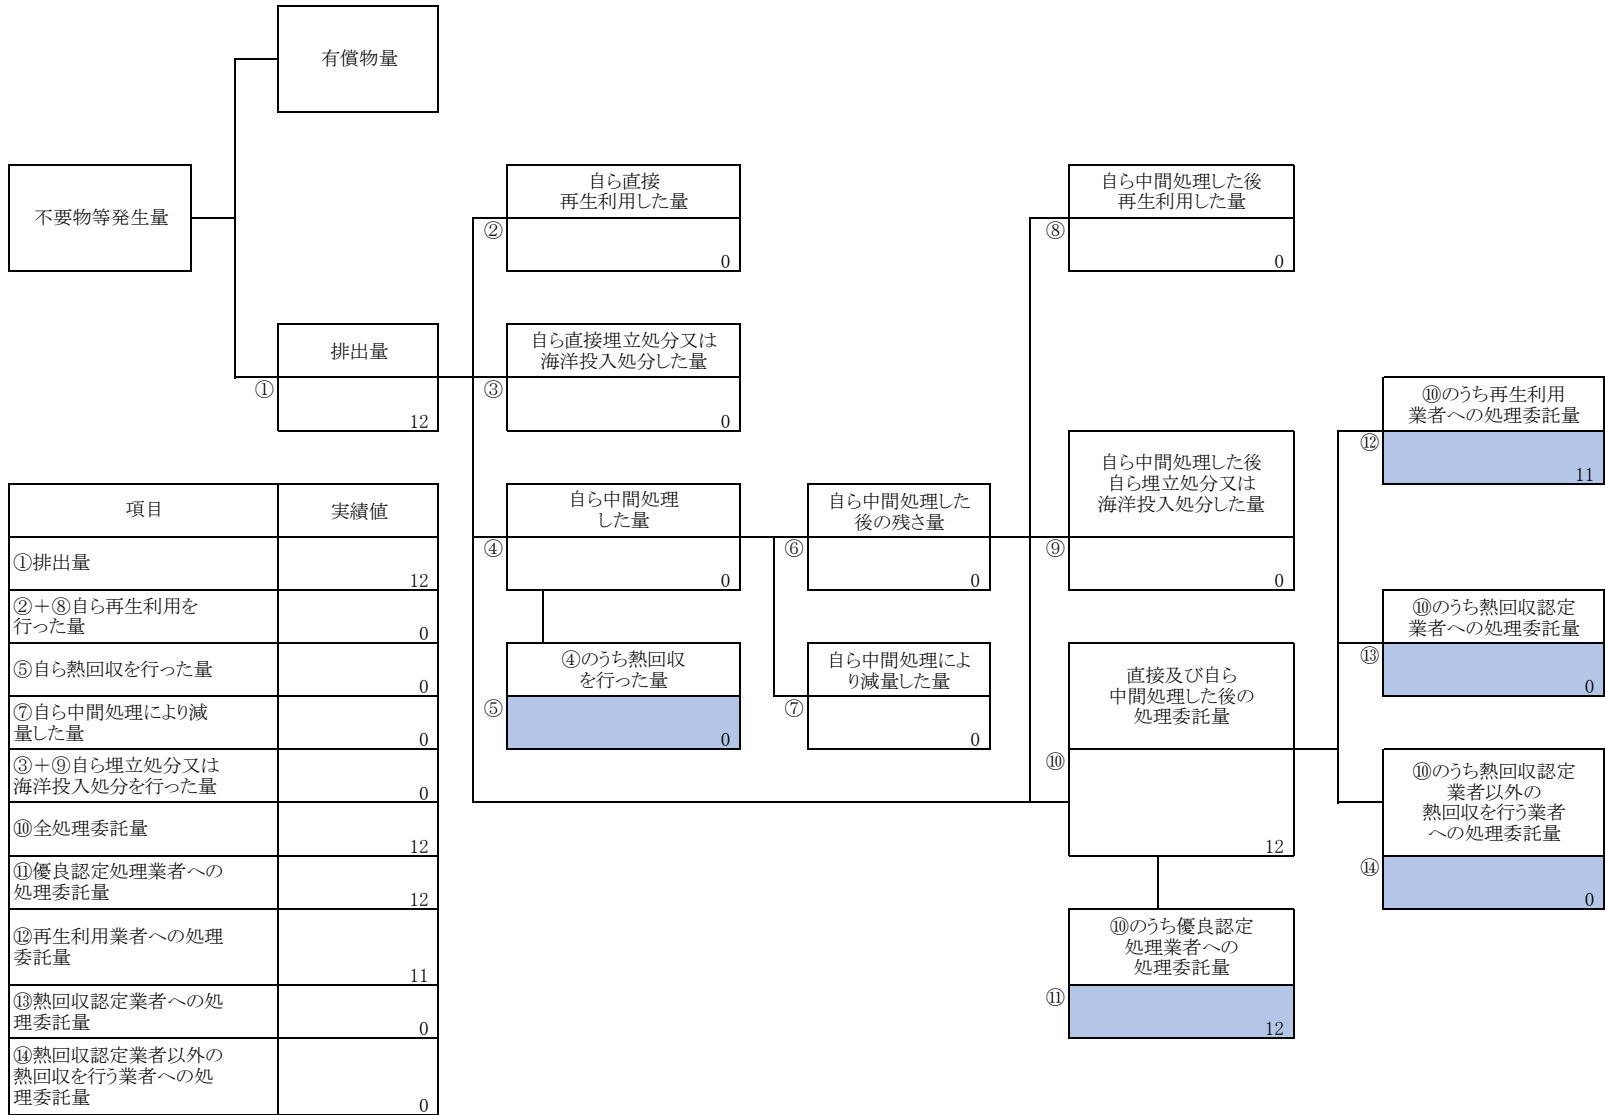 有償物量
不要物等発生量
自ら直接
再生利用した量
②
0
自ら中間処理した後
再生利用した量
⑧
0
排出量
①
12
自ら直接埋立処分又は
海洋投入処分した量
③
0
⑩のうち再生利用
業者への処理委託量
⑫
11
自ら中間処理した後
自ら埋立処分又は
海洋投入処分した量
⑨
0
自ら中間処理
した量
④
0
自ら中間処理した
後の残さ量
⑥
0
⑩のうち熱回収認定
業者への処理委託量
⑬
0
④のうち熱回収
を行った量
⑤
0
自ら中間処理によ
り減量した量
⑦
0
直接及び自ら
中間処理した後の
処理委託量
⑩
12
⑩のうち熱回収認定
業者以外の
熱回収を行う業者
への処理委託量
⑭
0
⑩のうち優良認定
処理業者への
処理委託量
⑪
12
項目 実績値
①排出量
12
②+⑧自ら再生利用を
行った量
0
⑤自ら熱回収を行った量
0
⑦自ら中間処理により減
量した量
0
③+⑨自ら埋立処分又は
海洋投入処分を行った量
0
⑩全処理委託量
12
⑪優良認定処理業者への
処理委託量
12
⑫再生利用業者への処理
委託量
11
⑬熱回収認定業者への処
理委託量
0
⑭熱回収認定業者以外の
熱回収を行う業者への処
理委託量
0